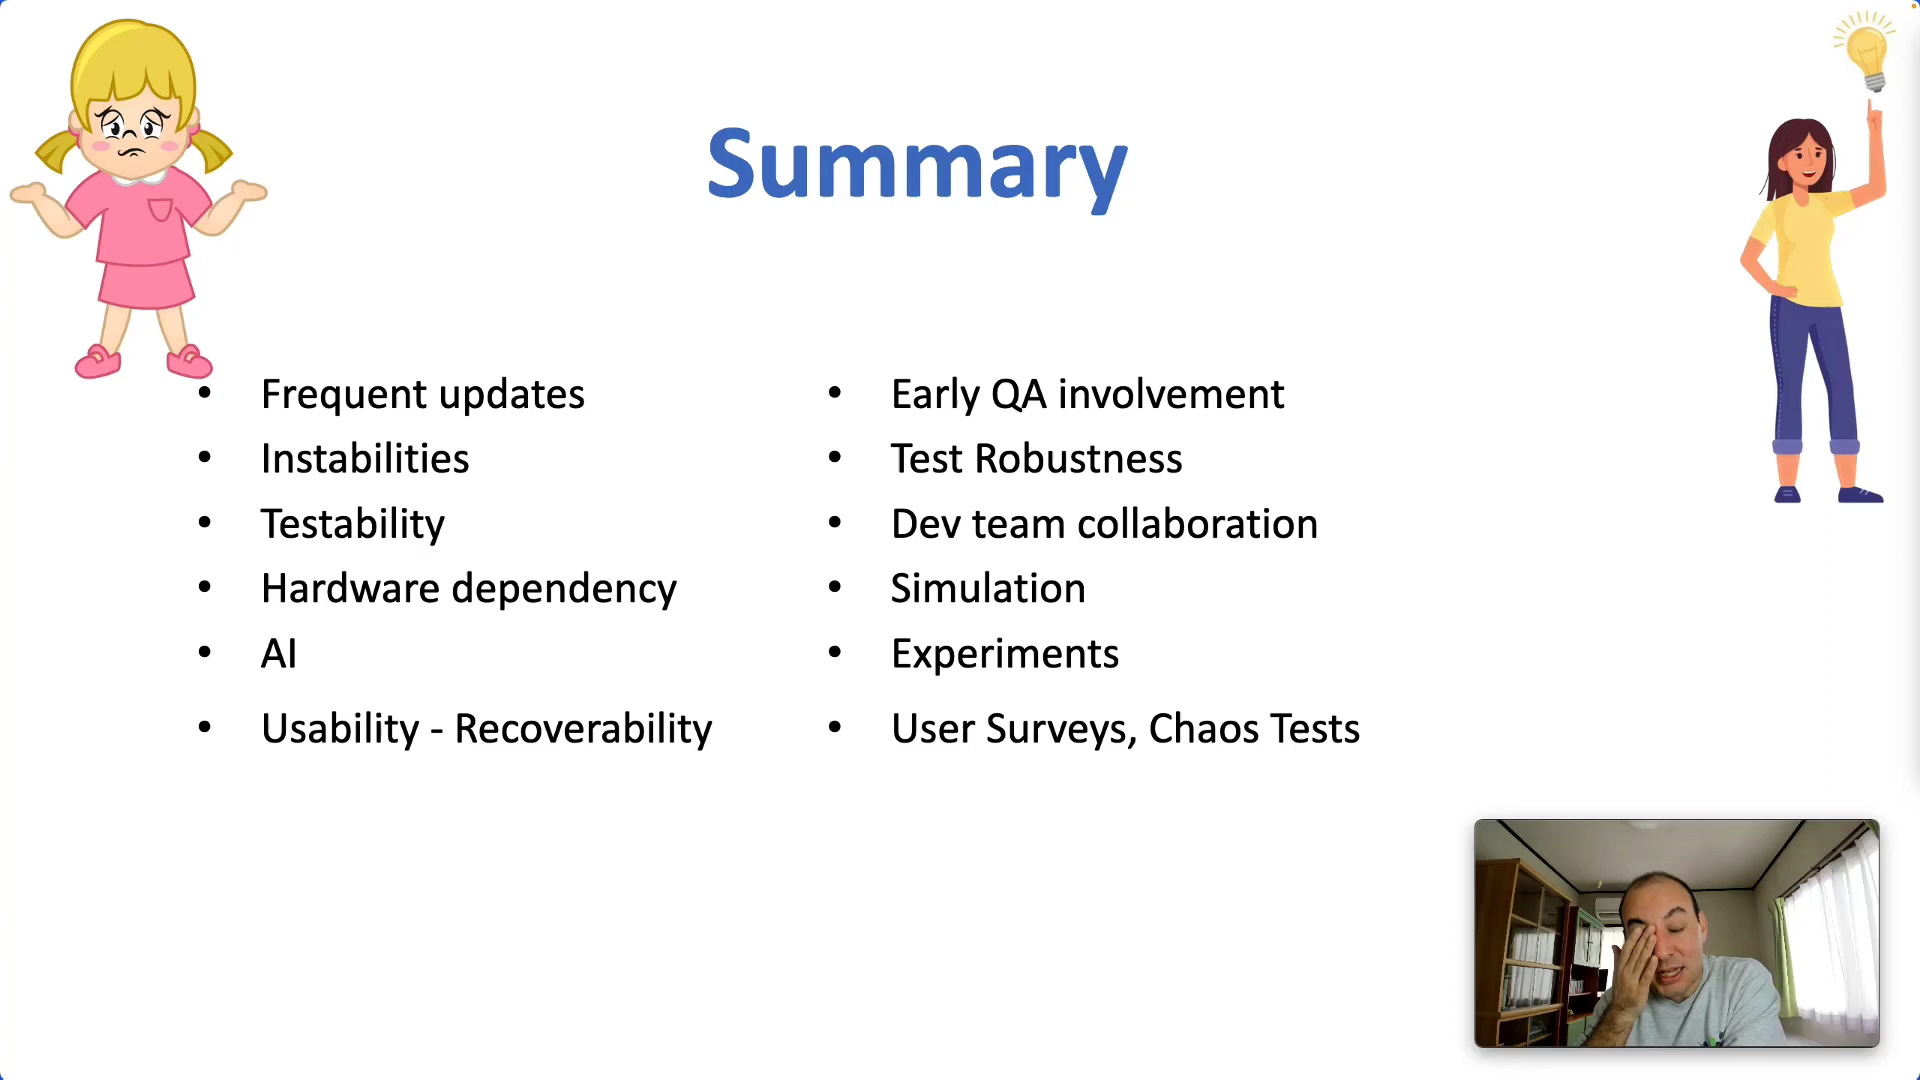 Summary
• Frequent updates
• Instabilities
• Testability
• Hardware dependency
• AI
• Usability - Recoverability
• Early QA involvement
• Test Robustness
• Dev team collaboration
• Simulation
• Experiments
• User Surveys, Chaos Tests